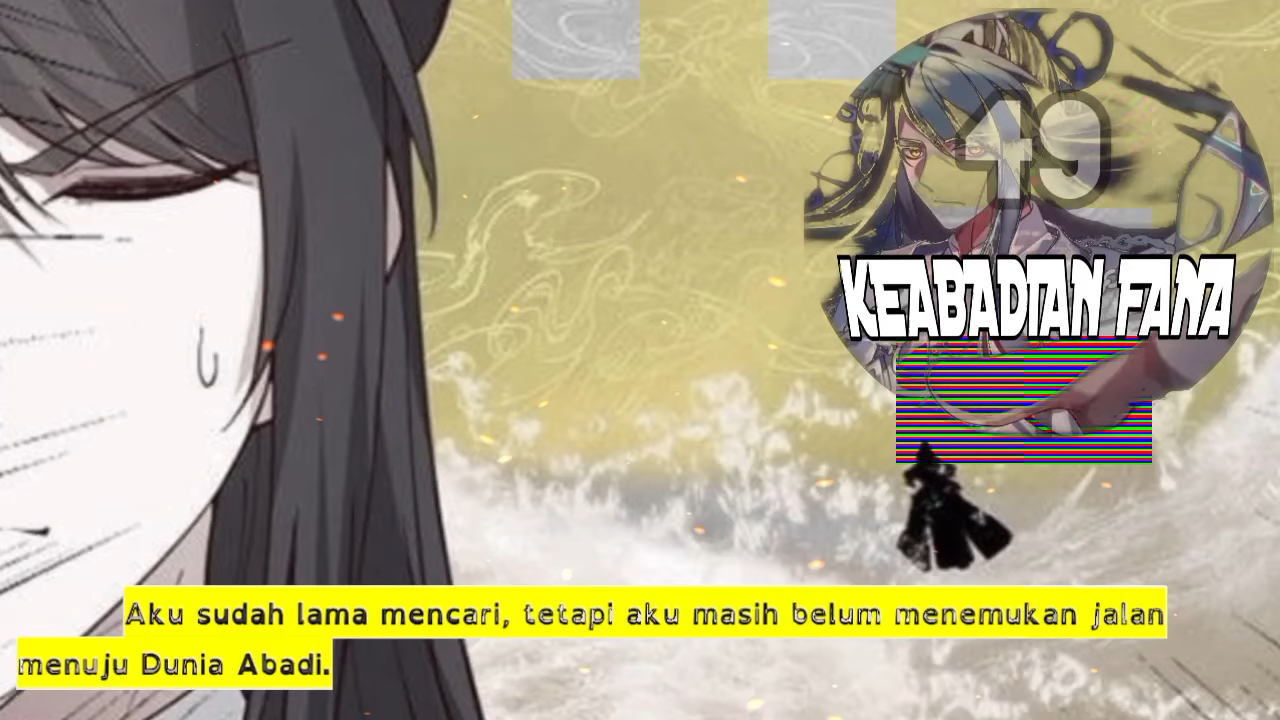 49
KEABADIAN FANA
Aku sudah lama mencari, tetapi aku masih belum menemukan jalan
menuju Dunia Abadi.